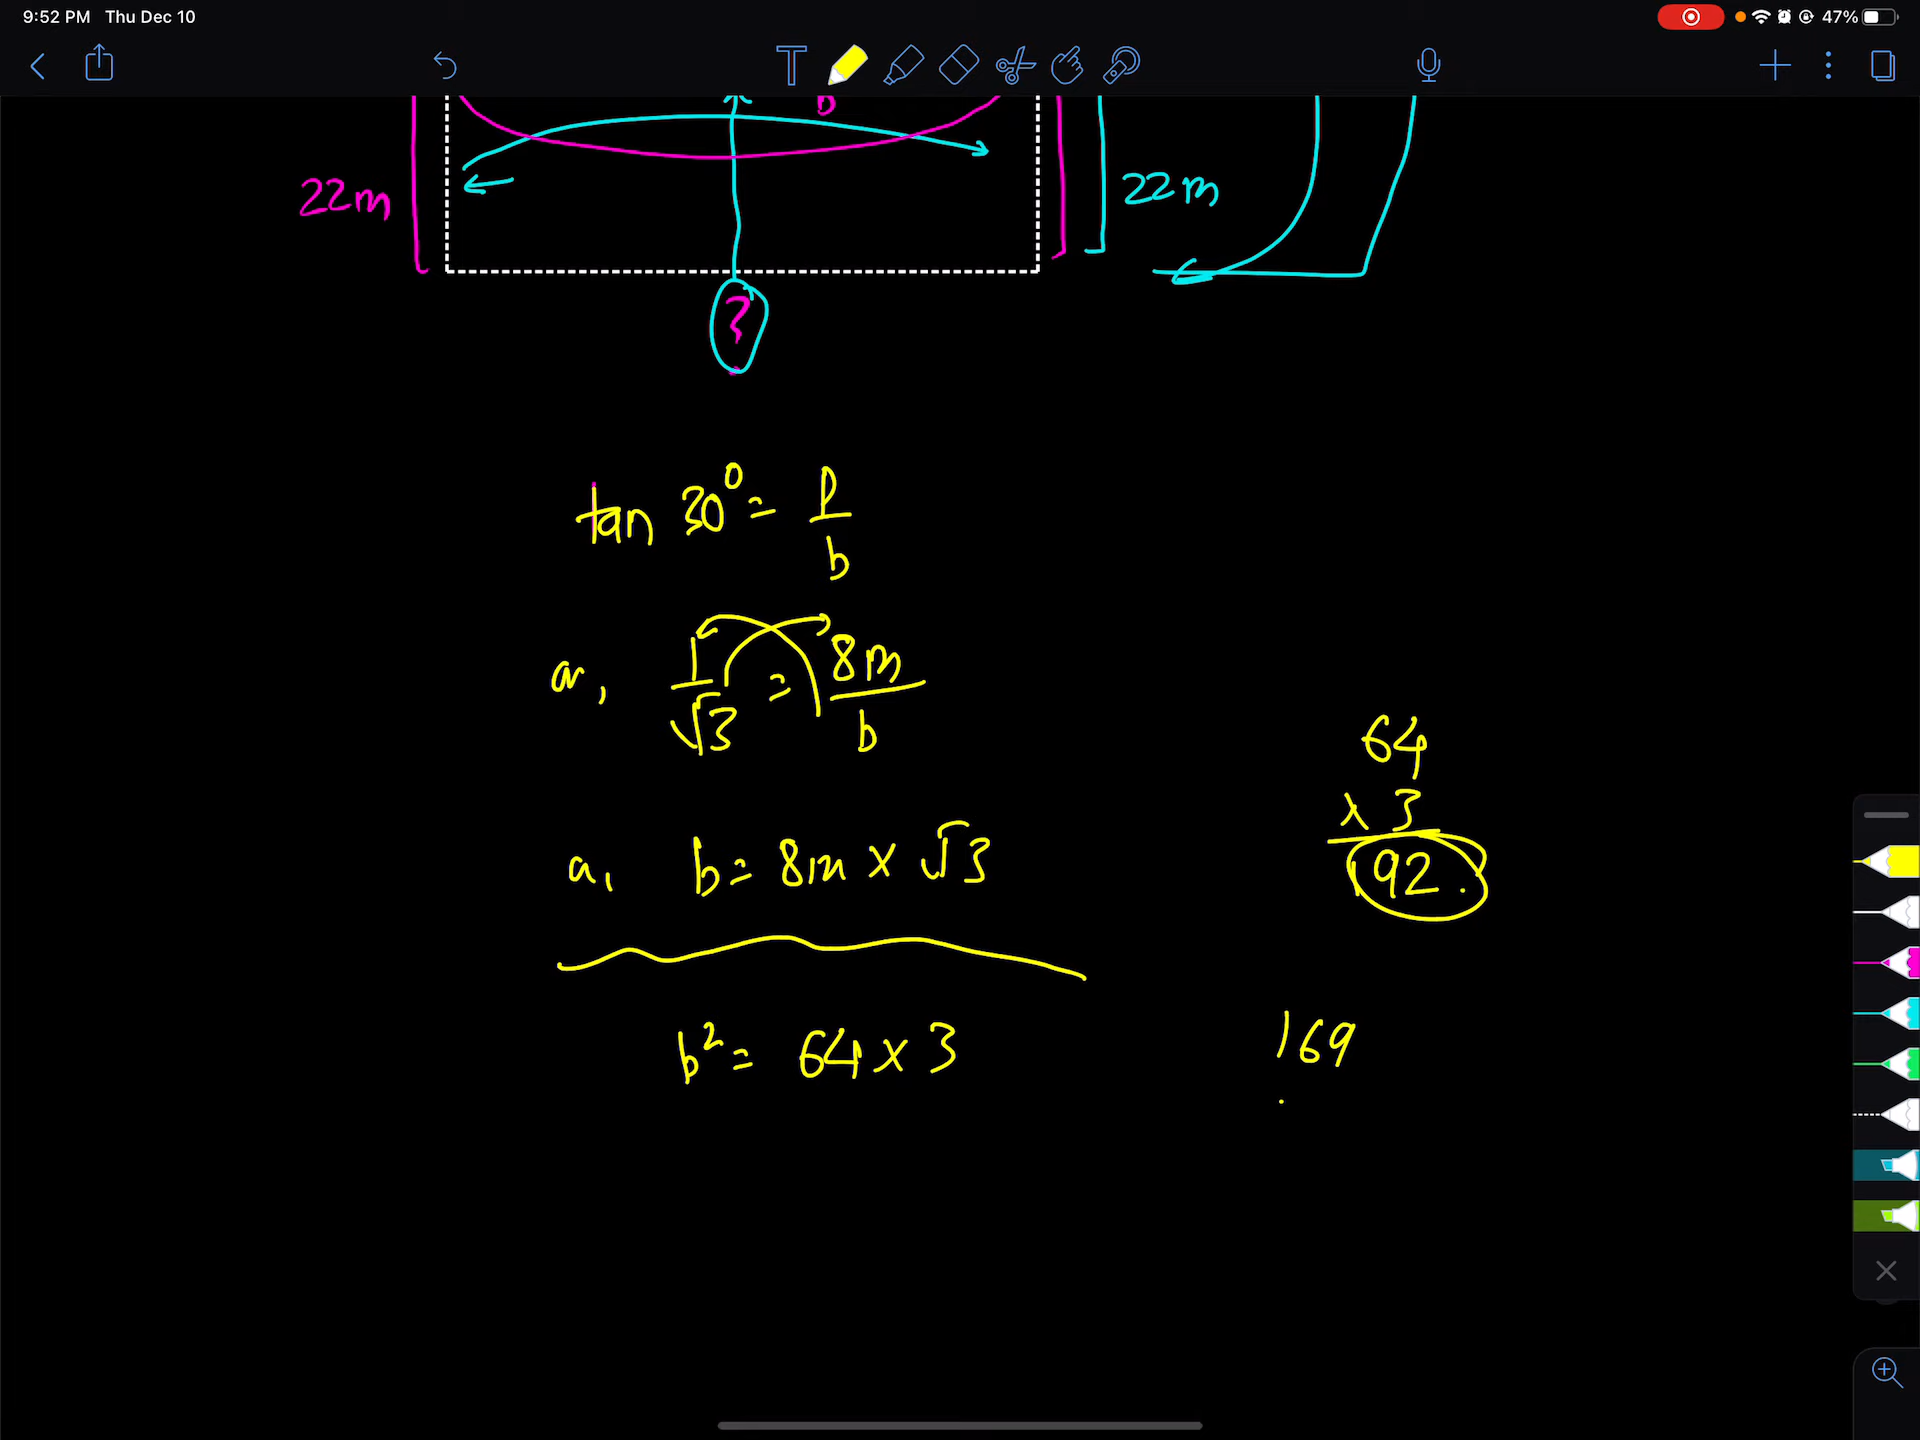 9:52 PM Thu Dec 10 47%
b
22m
22m
?
tan 30⁰ = p/b
or, 1/√3 = 8m/b
64
x 3
192.
or, b = 8m x √3
b² = 64 x 3
169